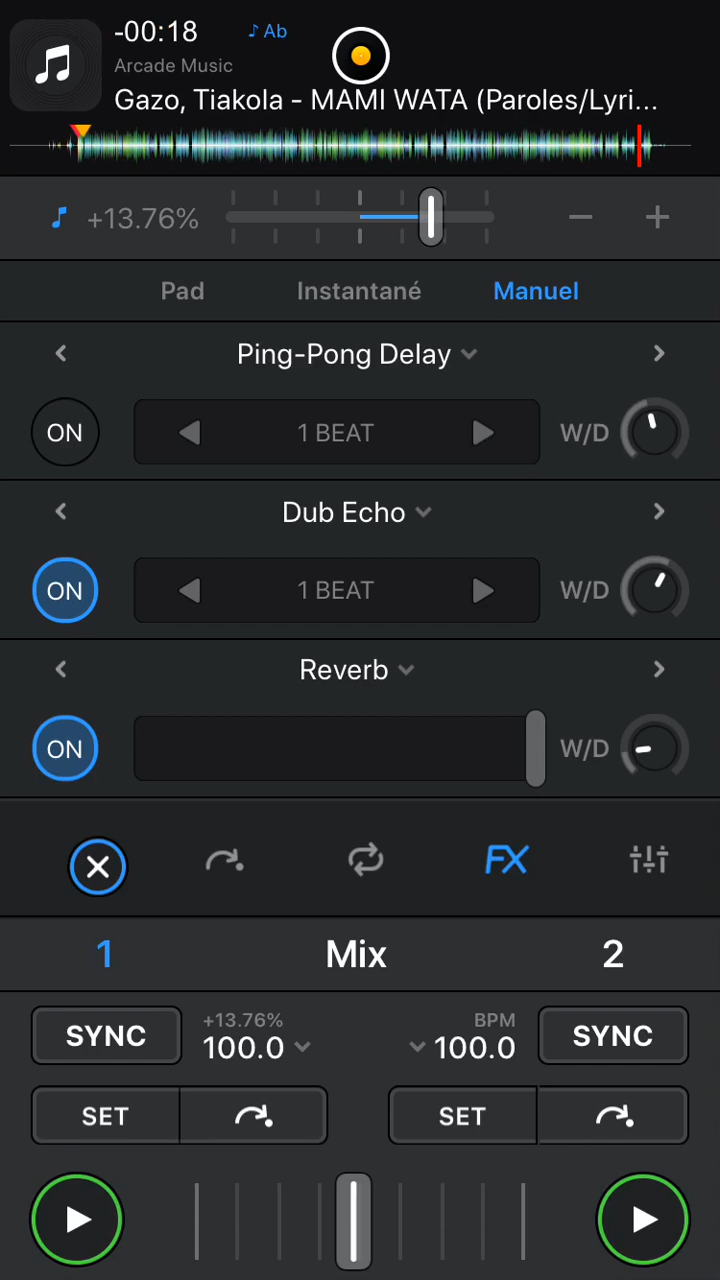 -00:18 ♪ Ab
Arcade Music
Gazo, Tiakola - MAMI WATA (Paroles/Lyri...
+13.76%
Pad Instantané Manuel
Ping-Pong Delay
ON 1 BEAT W/D
Dub Echo
ON 1 BEAT W/D
Reverb
ON W/D
FX
1 Mix 2
SYNC +13.76% 100.0 BPM 100.0 SYNC
SET SET